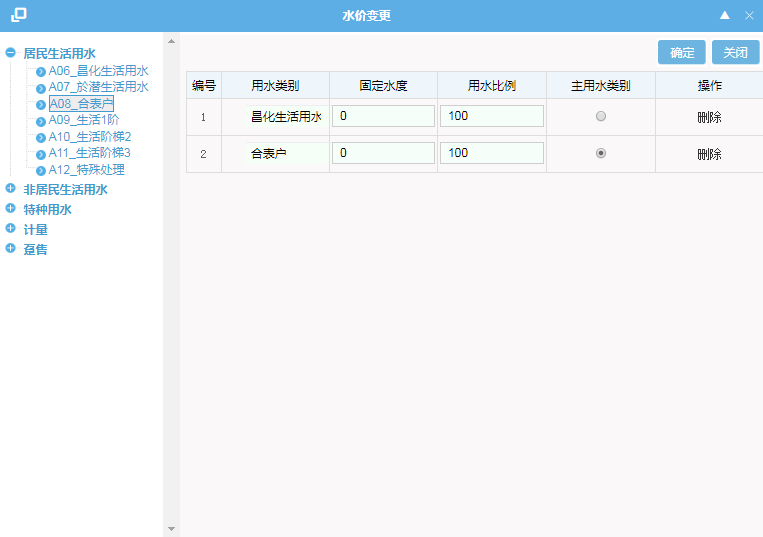 水价变更
确定 关闭
居民生活用水
A06_昌化生活用水
A07_於潜生活用水
A08_合表户
A09_生活1阶
A10_生活阶梯2
A11_生活阶梯3
A12_特殊处理
非居民生活用水
特种用水
计量
趸售
编号 用水类别 固定水度 用水比例 主用水类别 操作
1 昌化生活用水 0 100 删除
2 合表户 0 100 删除